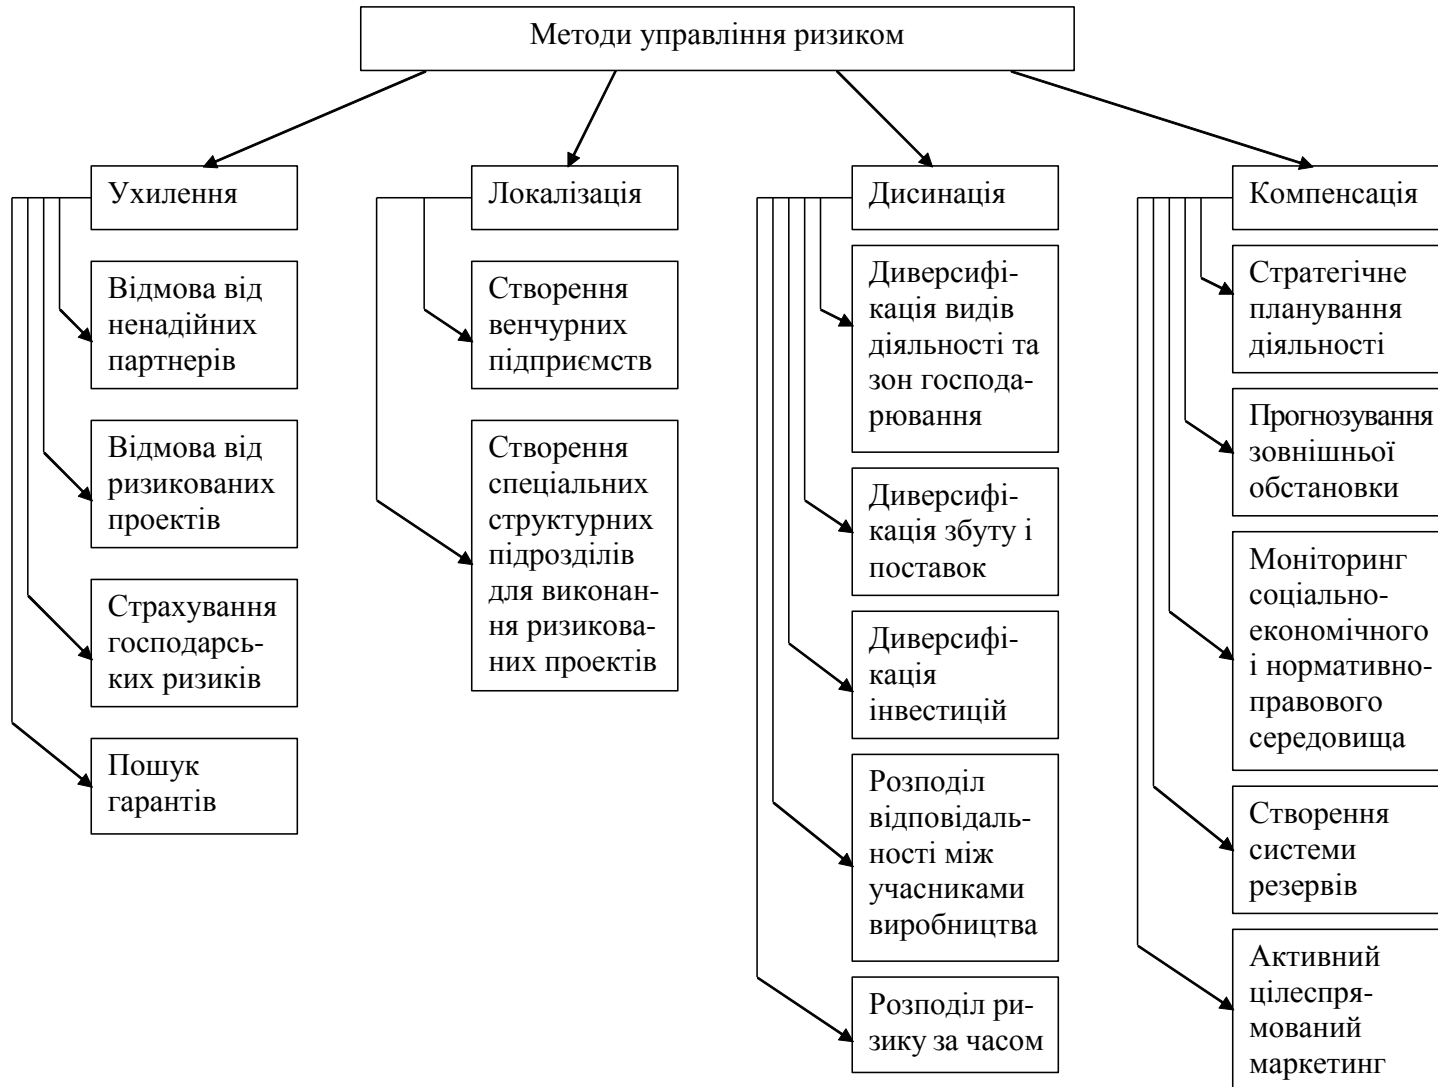 Методи управління ризиком
Ухилення
Відмова від
ненадійних
партнерів
Відмова від
ризикованих
проектів
Страхування
господарсь-
ких ризиків
Пошук
гарантів
Локалізація
Створення
венчурних
підприємств
Створення
спеціальних
структурних
підрозділів
для виконан-
ня ризикова-
них проектів
Дисинація
Диверсифі-
кація видів
діяльності та
зон господа-
рювання
Диверсифі-
кація збуту і
поставок
Диверсифі-
кація
інвестицій
Розподіл
відповідаль-
ності між
учасниками
виробництва
Розподіл ри-
зику за часом
Компенсація
Стратегічне
планування
діяльності
Прогнозування
зовнішньої
обстановки
Моніторинг
соціально-
економічного
і нормативно-
правового
середовища
Створення
системи
резервів
Активний
цілеспря-
мований
маркетинг